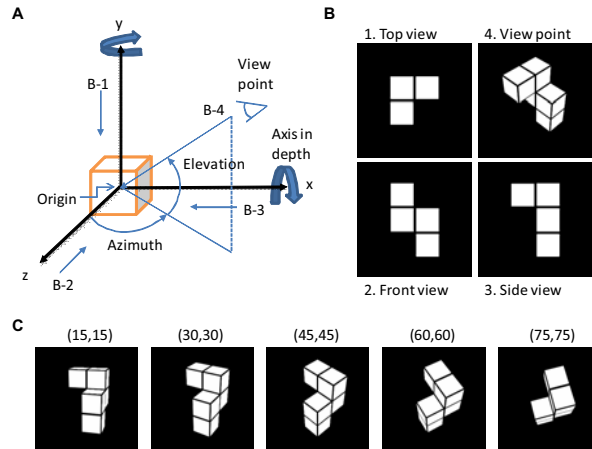 A
y
B-1
View
point
B-4
Axis in
depth
Elevation
x
Origin
B-3
Azimuth
z
B-2
B
1. Top view
4. View point
2. Front view
3. Side view
C
(15,15)
(30,30)
(45,45)
(60,60)
(75,75)